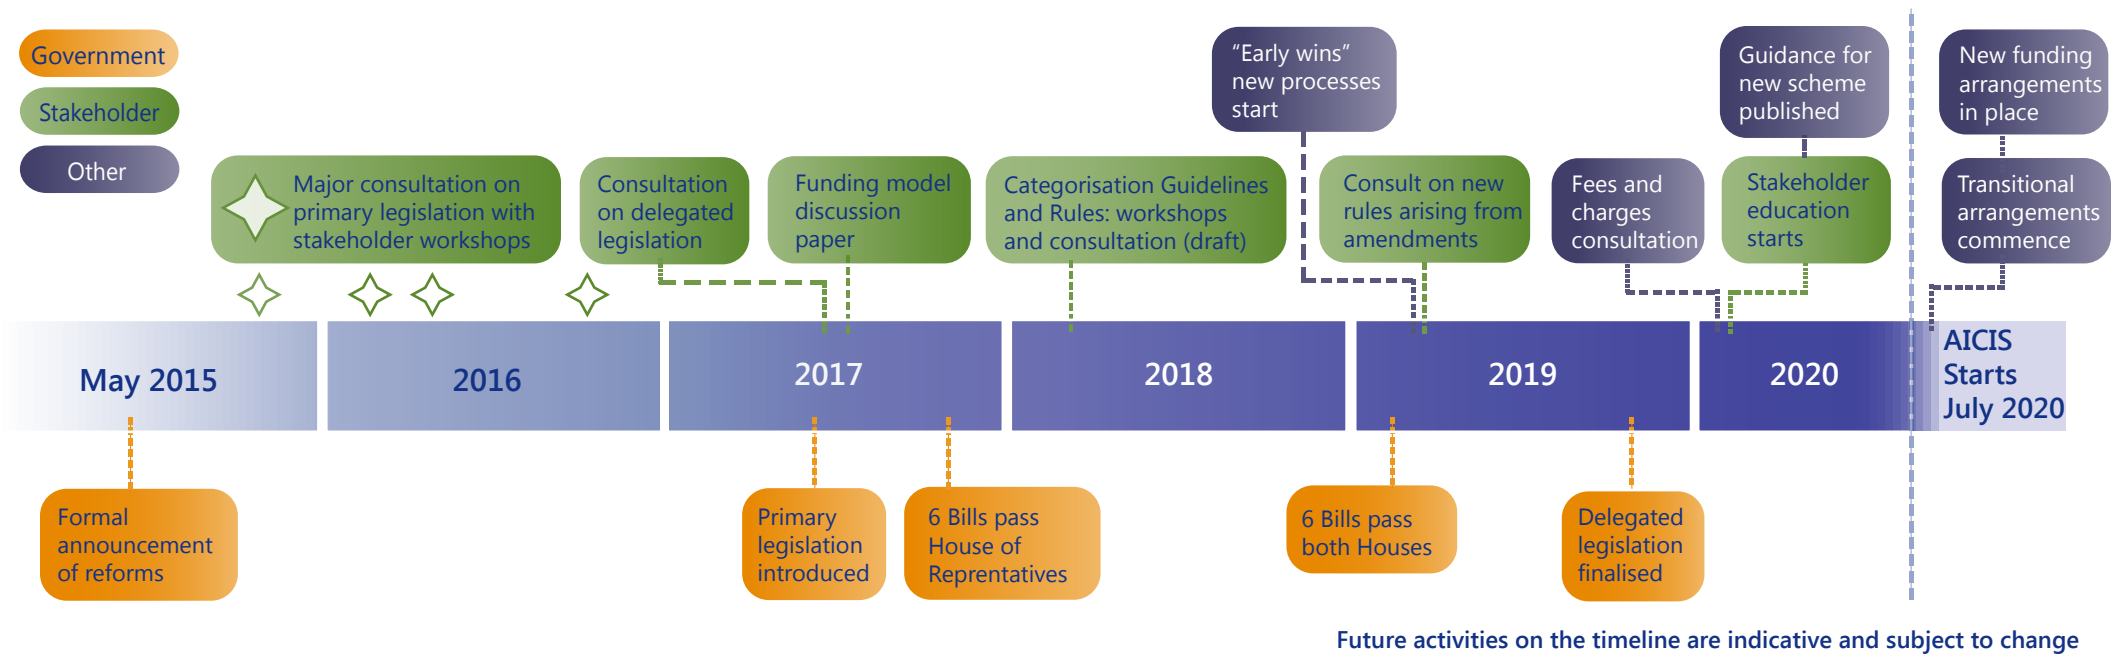 Government
Stakeholder
Other
Major consultation on
primary legislation with
stakeholder workshops
Consultation
on delegated
legislation
Funding model
discussion
paper
Categorisation Guidelines
and Rules: workshops
and consultation (draft)
“Early wins”
new processes
start
Consult on new
rules arising from
amendments
Fees and
charges
consultation
Guidance for
new scheme
published
Stakeholder
education
starts
New funding
arrangements
in place
Transitional
arrangements
commence
May 2015
2016
2017
2018
2019
2020
AICIS
Starts
July 2020
Formal
announcement
of reforms
Primary
legislation
introduced
6 Bills pass
House of
Reprentatives
6 Bills pass
both Houses
Delegated
legislation
finalised
Future activities on the timeline are indicative and subject to change